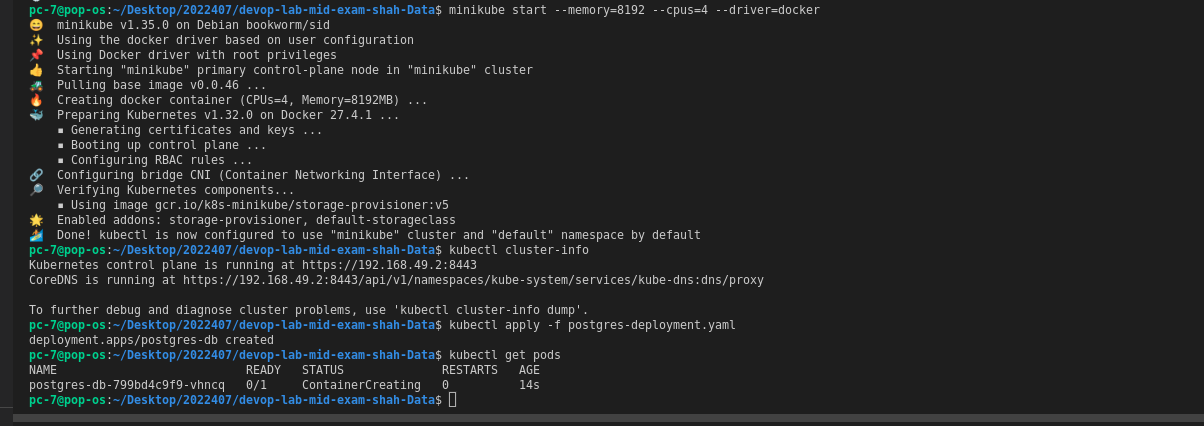 pc-7@pop-os:~/Desktop/2022407/devop-lab-mid-exam-shah-Data$ minikube start --memory=8192 --cpus=4 --driver=docker
😄  minikube v1.35.0 on Debian bookworm/sid
✨  Using the docker driver based on user configuration
📌  Using Docker driver with root privileges
👍  Starting "minikube" primary control-plane node in "minikube" cluster
🚜  Pulling base image v0.0.46 ...
🔥  Creating docker container (CPUs=4, Memory=8192MB) ...
🐳  Preparing Kubernetes v1.32.0 on Docker 27.4.1 ...
    ▪ Generating certificates and keys ...
    ▪ Booting up control plane ...
    ▪ Configuring RBAC rules ...
🔗  Configuring bridge CNI (Container Networking Interface) ...
🔎  Verifying Kubernetes components...
    ▪ Using image gcr.io/k8s-minikube/storage-provisioner:v5
🌟  Enabled addons: storage-provisioner, default-storageclass
🏄  Done! kubectl is now configured to use "minikube" cluster and "default" namespace by default
pc-7@pop-os:~/Desktop/2022407/devop-lab-mid-exam-shah-Data$ kubectl cluster-info
Kubernetes control plane is running at https://192.168.49.2:8443
CoreDNS is running at https://192.168.49.2:8443/api/v1/namespaces/kube-system/services/kube-dns:dns/proxy

To further debug and diagnose cluster problems, use 'kubectl cluster-info dump'.
pc-7@pop-os:~/Desktop/2022407/devop-lab-mid-exam-shah-Data$ kubectl apply -f postgres-deployment.yaml
deployment.apps/postgres-db created
pc-7@pop-os:~/Desktop/2022407/devop-lab-mid-exam-shah-Data$ kubectl get pods
NAME                           READY   STATUS              RESTARTS   AGE
postgres-db-799bd4c9f9-vhncq   0/1     ContainerCreating   0          14s
pc-7@pop-os:~/Desktop/2022407/devop-lab-mid-exam-shah-Data$